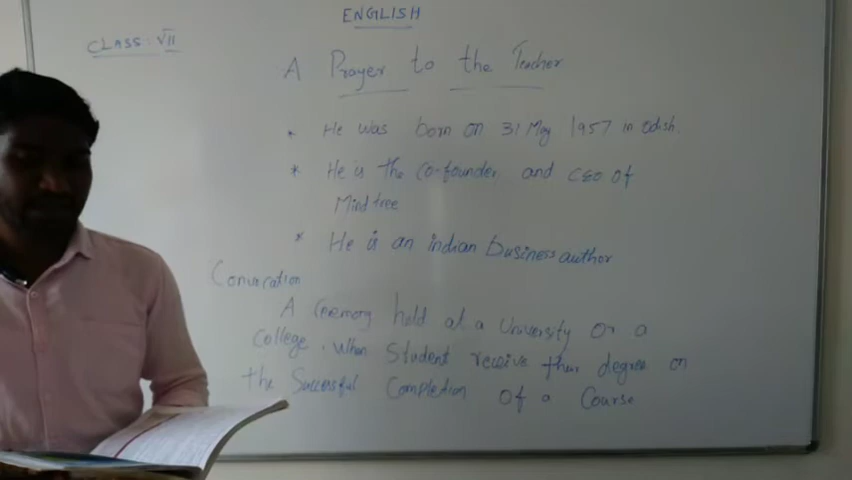 ENGLISH
CLASS: VII
A Prayer to the Teacher
* He was born on 31 May 1957 in Odish.
* He is the co-founder and CEO of
Mindtree
* He is an indian business author
Convocation
A Ceremony held at a University or a
College. When Student receive their degree on
the Successful Completion of a Course